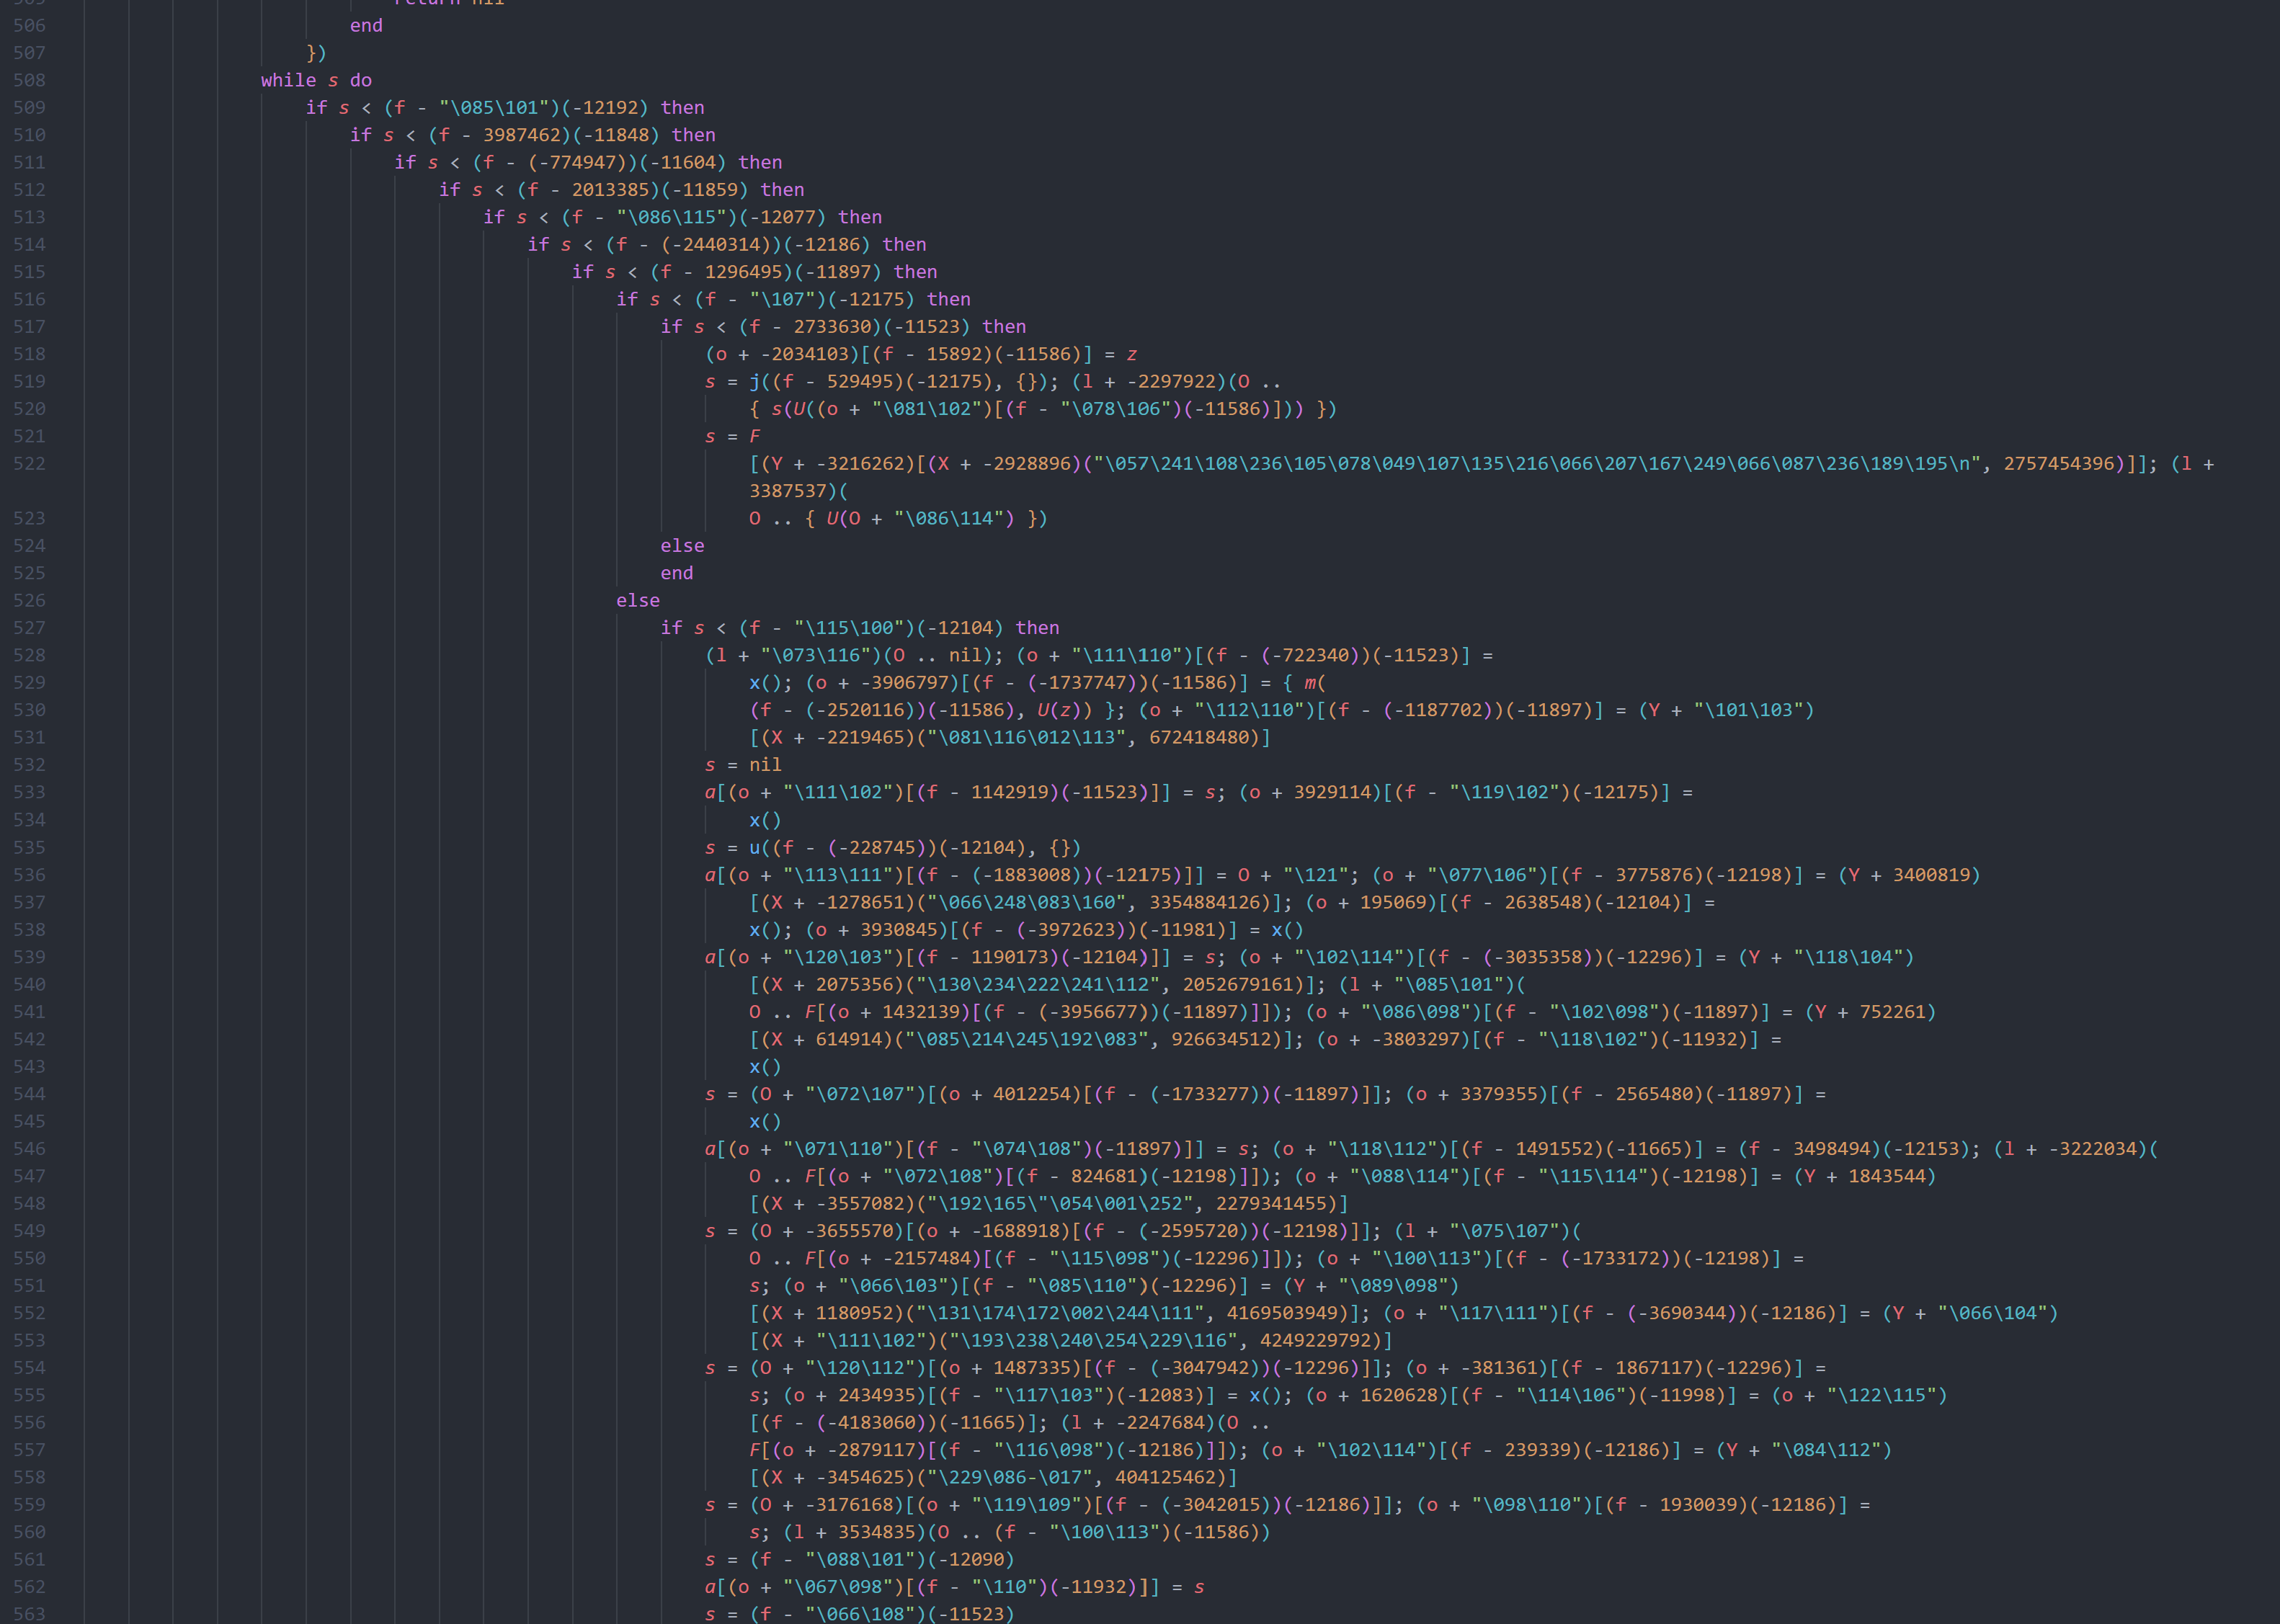 506 end
507 })
508 while s do
509 if s < (f - "\085\101")(-12192) then
510 if s < (f - 3987462)(-11848) then
511 if s < (f - (-774947))(-11604) then
512 if s < (f - 2013385)(-11859) then
513 if s < (f - "\086\115")(-12077) then
514 if s < (f - (-2440314))(-12186) then
515 if s < (f - 1296495)(-11897) then
516 if s < (f - "\107")(-12175) then
517 if s < (f - 2733630)(-11523) then
518 (o + -2034103)[(f - 15892)(-11586)] = z
519 s = j((f - 529495)(-12175), {}); (l + -2297922)(O ..
520 { s(U((o + "\081\102")[(f - "\078\106")(-11586)])) })
521 s = F
522 [(Y + -3216262)[(X + -2928896)("\057\241\108\236\105\078\049\107\135\216\066\207\167\249\066\087\236\189\195\n", 2757454396)]]; (l +
3387537)(
523 O .. { U(O + "\086\114") })
524 else
525 end
526 else
527 if s < (f - "\115\100")(-12104) then
528 (l + "\073\116")(O .. nil); (o + "\111\110")[(f - (-722340))(-11523)] =
529 x(); (o + -3906797)[(f - (-1737747))(-11586)] = { m(
530 (f - (-2520116))(-11586), U(z)) }; (o + "\112\110")[(f - (-1187702))(-11897)] = (Y + "\101\103")
531 [(X + -2219465)("\081\116\012\113", 672418480)]
532 s = nil
533 a[(o + "\111\102")[(f - 1142919)(-11523)]] = s; (o + 3929114)[(f - "\119\102")(-12175)] =
534 x()
535 s = u((f - (-228745))(-12104), {})
536 a[(o + "\113\111")[(f - (-1883008))(-12175)]] = O + "\121"; (o + "\077\106")[(f - 3775876)(-12198)] = (Y + 3400819)
537 [(X + -1278651)("\066\248\083\160", 3354884126)]; (o + 195069)[(f - 2638548)(-12104)] =
538 x(); (o + 3930845)[(f - (-3972623))(-11981)] = x()
539 a[(o + "\120\103")[(f - 1190173)(-12104)]] = s; (o + "\102\114")[(f - (-3035358))(-12296)] = (Y + "\118\104")
540 [(X + 2075356)("\130\234\222\241\112", 2052679161)]; (l + "\085\101")(
541 O .. F[(o + 1432139)[(f - (-3956677))(-11897)]]); (o + "\086\098")[(f - "\102\098")(-11897)] = (Y + 752261)
542 [(X + 614914)("\085\214\245\192\083", 926634512)]; (o + -3803297)[(f - "\118\102")(-11932)] =
543 x()
544 s = (O + "\072\107")[(o + 4012254)[(f - (-1733277))(-11897)]]; (o + 3379355)[(f - 2565480)(-11897)] =
545 x()
546 a[(o + "\071\110")[(f - "\074\108")(-11897)]] = s; (o + "\118\112")[(f - 1491552)(-11665)] = (f - 3498494)(-12153); (l + -3222034)(
547 O .. F[(o + "\072\108")[(f - 824681)(-12198)]]); (o + "\088\114")[(f - "\115\114")(-12198)] = (Y + 1843544)
548 [(X + -3557082)("\192\165\"\054\001\252", 2279341455)]
549 s = (O + -3655570)[(o + -1688918)[(f - (-2595720))(-12198)]]; (l + "\075\107")(
550 O .. F[(o + -2157484)[(f - "\115\098")(-12296)]]); (o + "\100\113")[(f - (-1733172))(-12198)] =
551 s; (o + "\066\103")[(f - "\085\110")(-12296)] = (Y + "\089\098")
552 [(X + 1180952)("\131\174\172\002\244\111", 4169503949)]; (o + "\117\111")[(f - (-3690344))(-12186)] = (Y + "\066\104")
553 [(X + "\111\102")("\193\238\240\254\229\116", 4249229792)]
554 s = (O + "\120\112")[(o + 1487335)[(f - (-3047942))(-12296)]]; (o + -381361)[(f - 1867117)(-12296)] =
555 s; (o + 2434935)[(f - "\117\103")(-12083)] = x(); (o + 1620628)[(f - "\114\106")(-11998)] = (o + "\122\115")
556 [(f - (-4183060))(-11665)]; (l + -2247684)(O ..
557 F[(o + -2879117)[(f - "\116\098")(-12186)]]); (o + "\102\114")[(f - 239339)(-12186)] = (Y + "\084\112")
558 [(X + -3454625)("\229\086-\017", 404125462)]
559 s = (O + -3176168)[(o + "\119\109")[(f - (-3042015))(-12186)]]; (o + "\098\110")[(f - 1930039)(-12186)] =
560 s; (l + 3534835)(O .. (f - "\100\113")(-11586))
561 s = (f - "\088\101")(-12090)
562 a[(o + "\067\098")[(f - "\110")(-11932)]] = s
563 s = (f - "\066\108")(-11523)